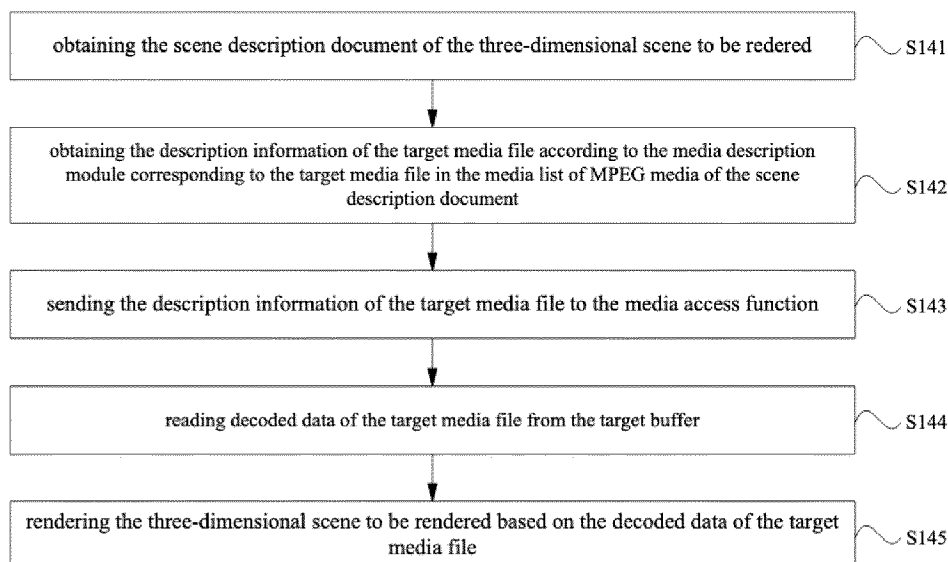 obtaining the scene description document of the three-dimensional scene to be redered
S141
obtaining the description information of the target media file according to the media description
module corresponding to the target media file in the media list of MPEG media of the scene
description document
S142
sending the description information of the target media file to the media access function
S143
reading decoded data of the target media file from the target buffer
S144
rendering the three-dimensional scene to be rendered based on the decoded data of the target
media file
S145